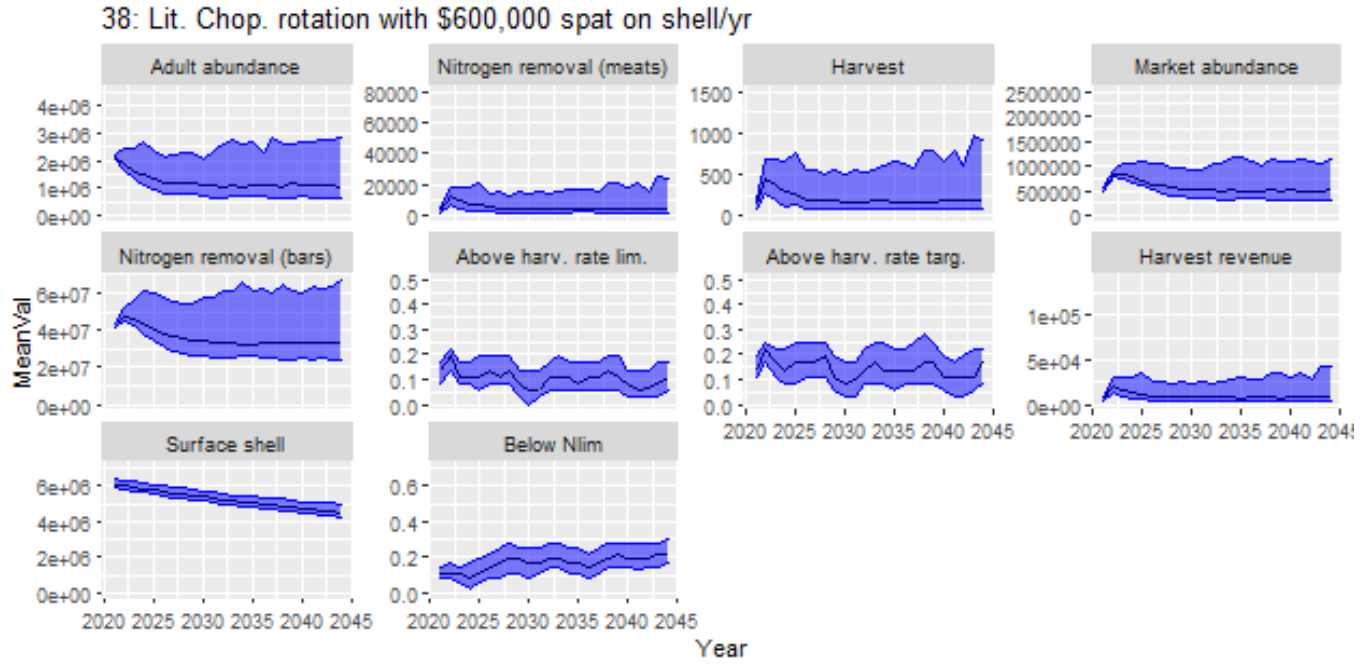 38: Lit. Chop. rotation with $600,000 spat on shell/yr
Adult abundance
Nitrogen removal (meats)
Harvest
Market abundance
4e+06
3e+06
2e+06
1e+06
0e+00
80000
60000
40000
20000
0
1500
1000
500
0
2500000
2000000
1500000
1000000
500000
0
Nitrogen removal (bars)
Above harv. rate lim.
Above harv. rate targ.
Harvest revenue
6e+07
4e+07
2e+07
0e+00
0.5
0.4
0.3
0.2
0.1
0.0
0.5
0.4
0.3
0.2
0.1
0.0
1e+05
5e+04
0e+00
2020 2025 2030 2035 2040 2045
2020 2025 2030 2035 2040 204
Surface shell
Below Nlim
6e+06
4e+06
2e+06
0e+00
0.6
0.4
0.2
0.0
2020 2025 2030 2035 2040 2045
2020 2025 2030 2035 2040 2045
MeanVal
Year